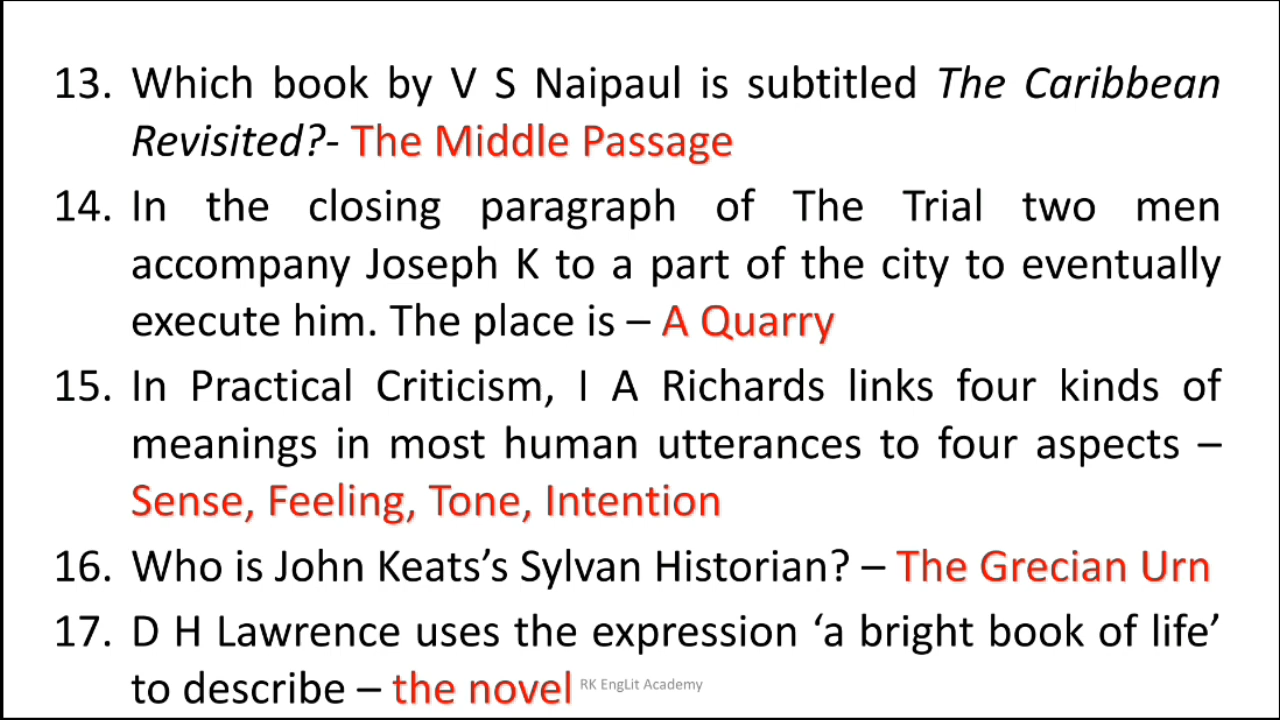 13. Which book by V S Naipaul is subtitled The Caribbean
Revisited?- The Middle Passage
14. In the closing paragraph of The Trial two men
accompany Joseph K to a part of the city to eventually
execute him. The place is – A Quarry
15. In Practical Criticism, I A Richards links four kinds of
meanings in most human utterances to four aspects –
Sense, Feeling, Tone, Intention
16. Who is John Keats’s Sylvan Historian? – The Grecian Urn
17. D H Lawrence uses the expression ‘a bright book of life’
to describe – the novel RK EngLit Academy